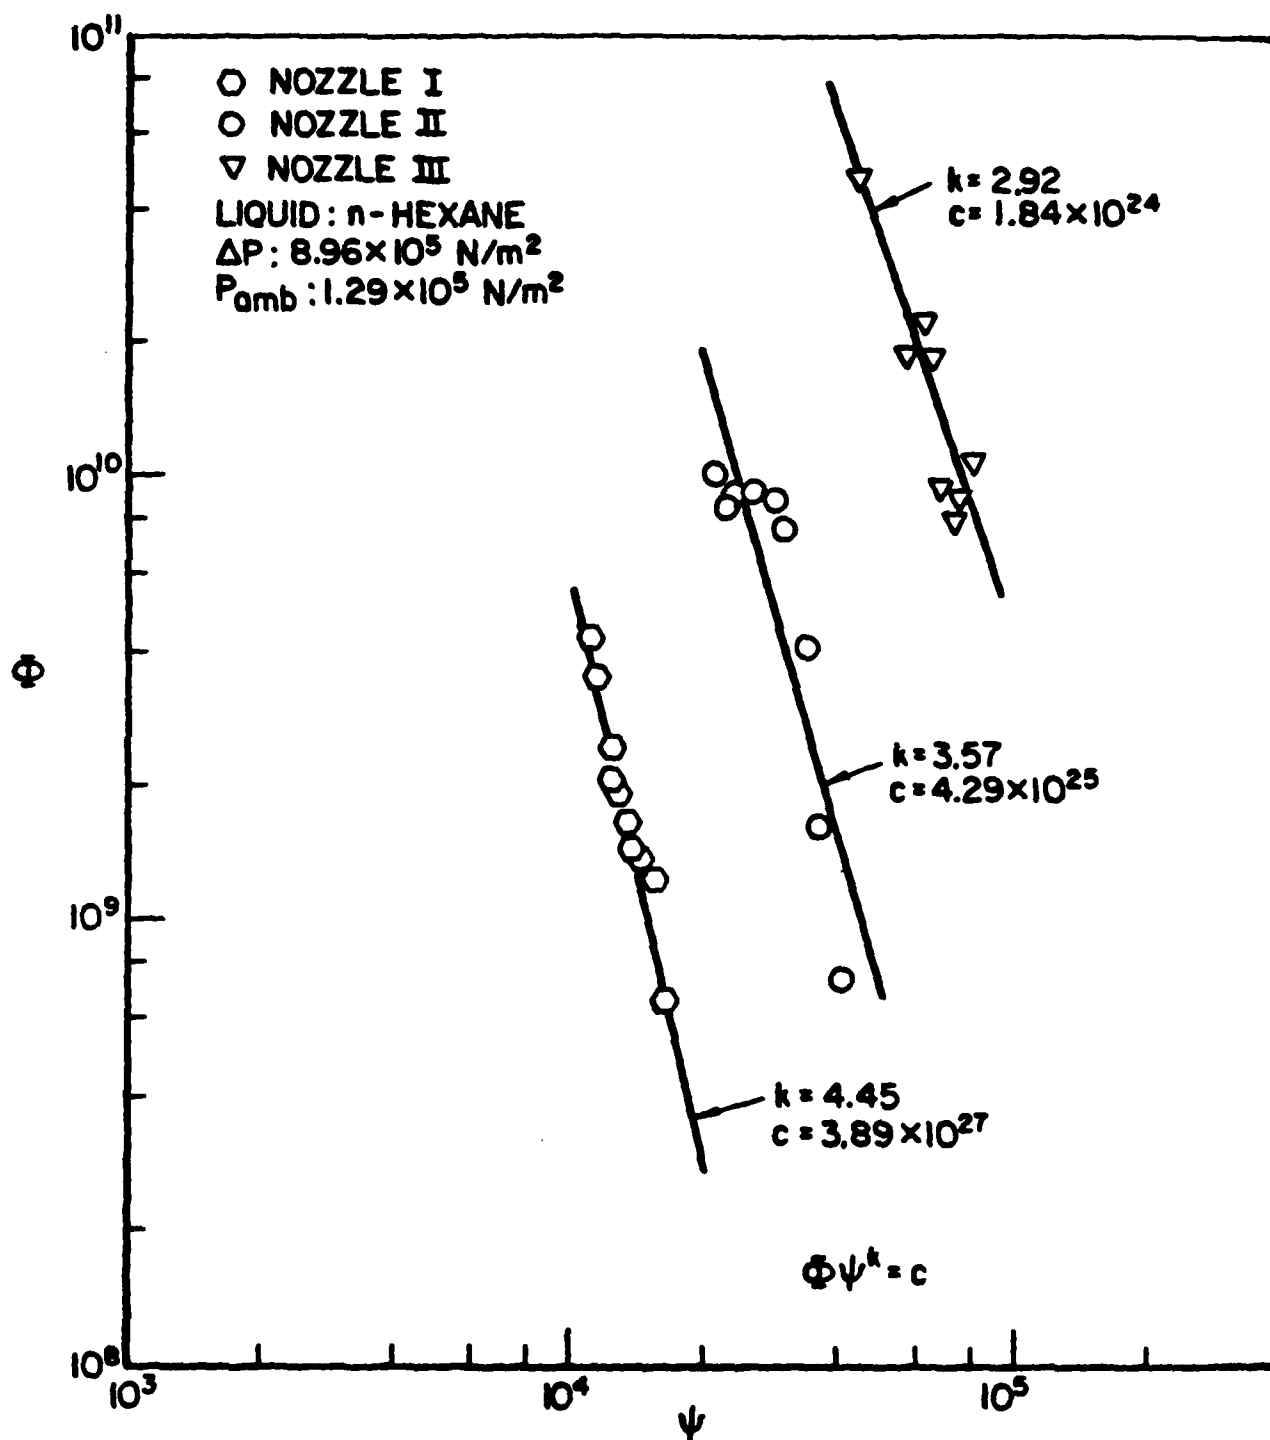 10¹¹
NOZZLE I
NOZZLE II
NOZZLE III
LIQUID: n-HEXANE
ΔP: 8.96×10⁵ N/m²
Pamb: 1.29×10⁵ N/m²
k=2.92
c=1.84×10²⁴
10¹⁰
Φ
k=3.57
c=4.29×10²⁵
10⁹
k=4.45
c=3.89×10²⁷
Φψᵏ=c
10⁸
10³ 10⁴ 10⁵
ψ